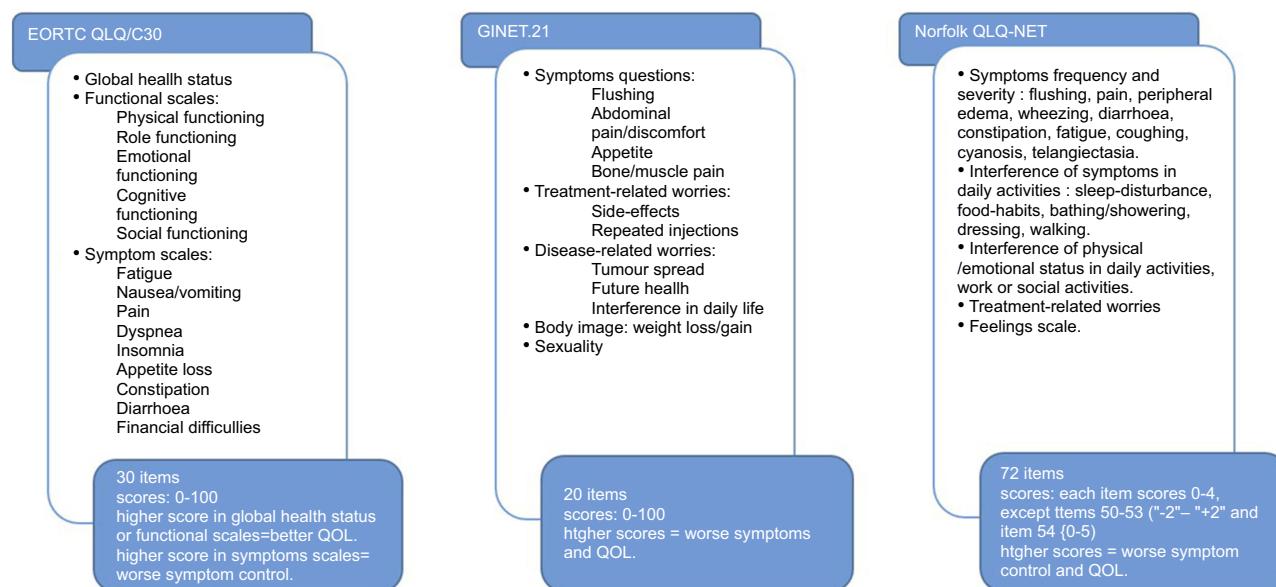 EORTC QLQ/C30
• Global heallh status
• Functional scales:
Physical functioning
Role functioning
Emotional
functioning
Cognitive
functioning
Social functioning
• Symptom scales:
Fatigue
Nausea/vomiting
Pain
Dyspnea
Insomnia
Appetite loss
Constipation
Diarrhoea
Financial difficullies
30 items
scores: 0-100
higher score in global health status
or functional scales=better QOL.
higher score in symptoms scales=
worse symptom control.
GINET.21
• Symptoms questions:
Flushing
Abdominal
pain/discomfort
Appetite
Bone/muscle pain
• Treatment-related worries:
Side-effects
Repeated injections
• Disease-related worries:
Tumour spread
Future heallh
Interference in daily life
• Body image: weight loss/gain
• Sexuality
20 items
scores: 0-100
htgher scores = worse symptoms
and QOL.
Norfolk QLQ-NET
• Symptoms frequency and
severity : flushing, pain, peripheral
edema, wheezing, diarrhoea,
constipation, fatigue, coughing,
cyanosis, telangiectasia.
• Interference of symptoms in
daily activities : sleep-disturbance,
food-habits, bathing/showering,
dressing, walking.
• Interference of physical
/emotional status in daily activities,
work or social activities.
• Treatment-related worries
• Feelings scale.
72 items
scores: each item scores 0-4,
except ttems 50-53 ("-2"– "+2" and
item 54 {0-5)
htgher scores = worse symptom
control and QOL.